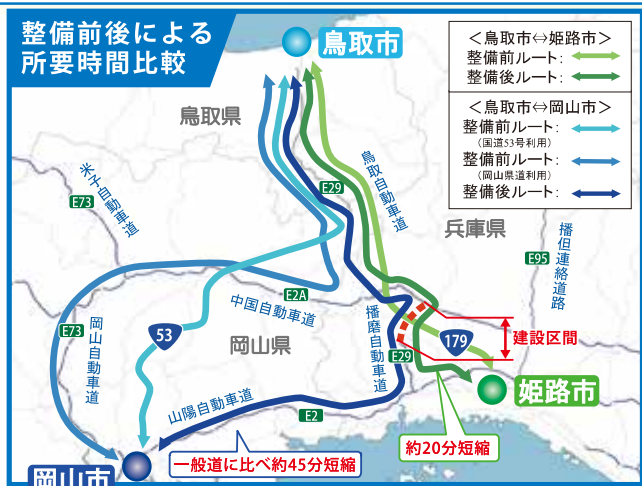 整備前後による
所要時間比較
鳥取市
＜鳥取市⇔姫路市＞
整備前ルート：
整備後ルート：
＜鳥取市⇔岡山市＞
整備前ルート：
（国道53号利用）
整備前ルート：
（岡山県道利用）
整備後ルート：
鳥取県
米子自動車道
E73
E29
鳥取自動車道
兵庫県
播但連絡道路
E95
E2A
中国自動車道
E73
岡山自動車道
53
岡山県
播磨自動車道
E29
179
建設区間
姫路市
山陽自動車道
E2
約20分短縮
一般道に比べ約45分短縮
岡山市